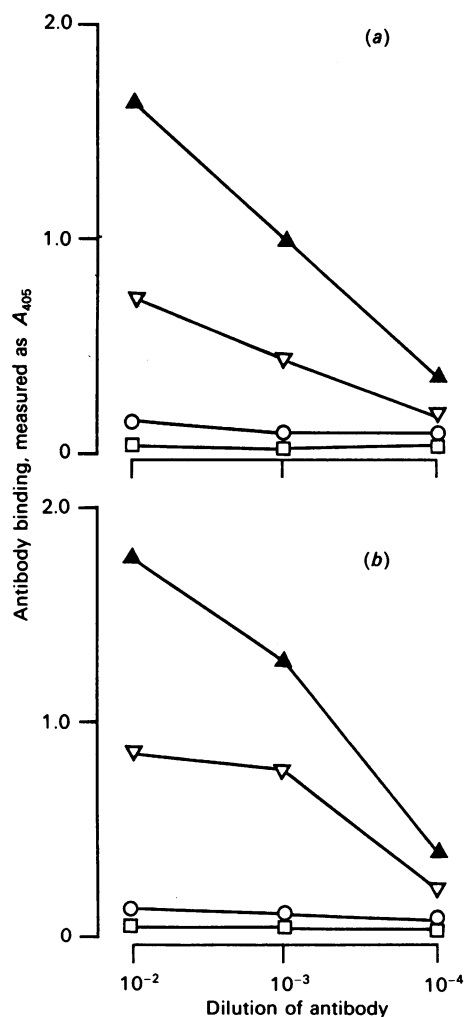 2.0
(a)
1.0
0
Antibody binding, measured as A₄₀₅
2.0
(b)
1.0
0
10⁻² 10⁻³ 10⁻⁴
Dilution of antibody